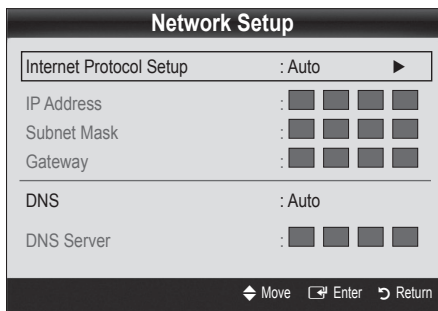 Network Setup
Internet Protocol Setup : Auto ►
IP Address :
Subnet Mask :
Gateway :
DNS : Auto
DNS Server :
Move Enter Return